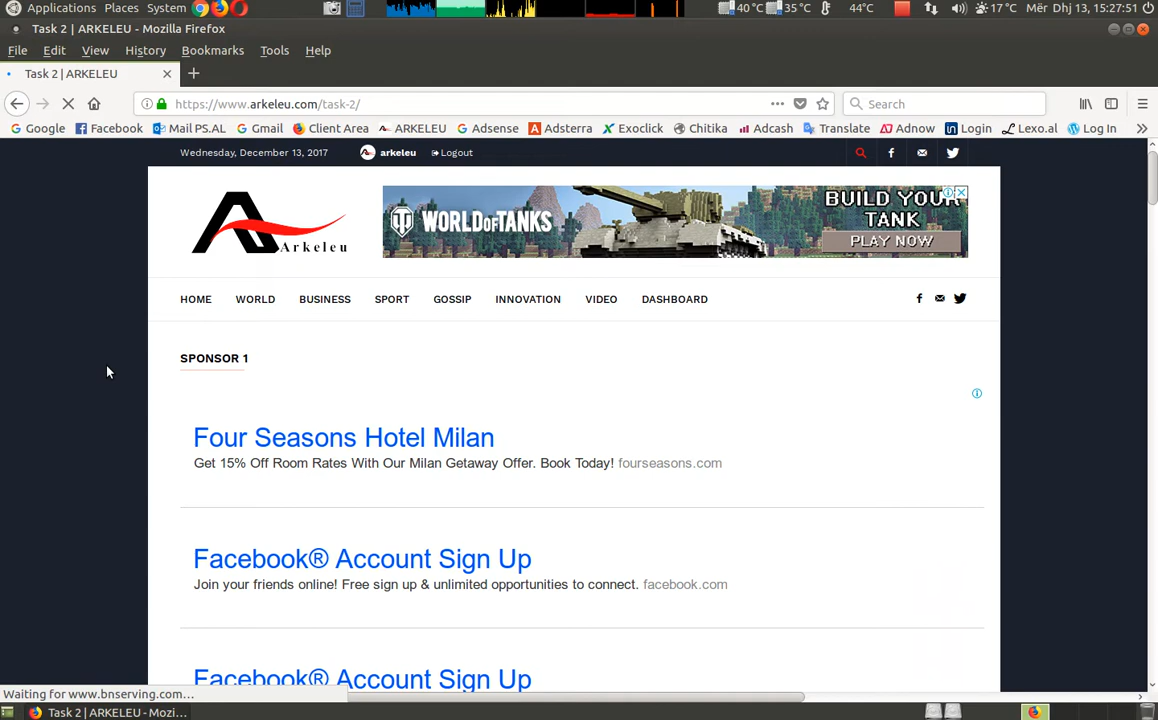 Applications Places System 40 °C 35 °C 44°C 17 °C Mër Dhj 13, 15:27:51
Task 2 | ARKELEU - Mozilla Firefox
File Edit View History Bookmarks Tools Help
Task 2 | ARKELEU
https://www.arkeleu.com/task-2/ Search
Google Facebook Mail PS.AL Gmail Client Area ARKELEU Adsense Adsterra Exoclick Chitika Adcash Translate Adnow Login Lexo.al Log In
Wednesday, December 13, 2017 arkeleu Logout
Arkeleu
WORLD OF TANKS
BUILD YOUR
TANK
PLAY NOW
HOME WORLD BUSINESS SPORT GOSSIP INNOVATION VIDEO DASHBOARD
SPONSOR 1
Four Seasons Hotel Milan
Get 15% Off Room Rates With Our Milan Getaway Offer. Book Today! fourseasons.com
Facebook® Account Sign Up
Join your friends online! Free sign up & unlimited opportunities to connect. facebook.com
Facebook® Account Sign Up
Waiting for www.bnserving.com...
Task 2 | ARKELEU - Mozi...